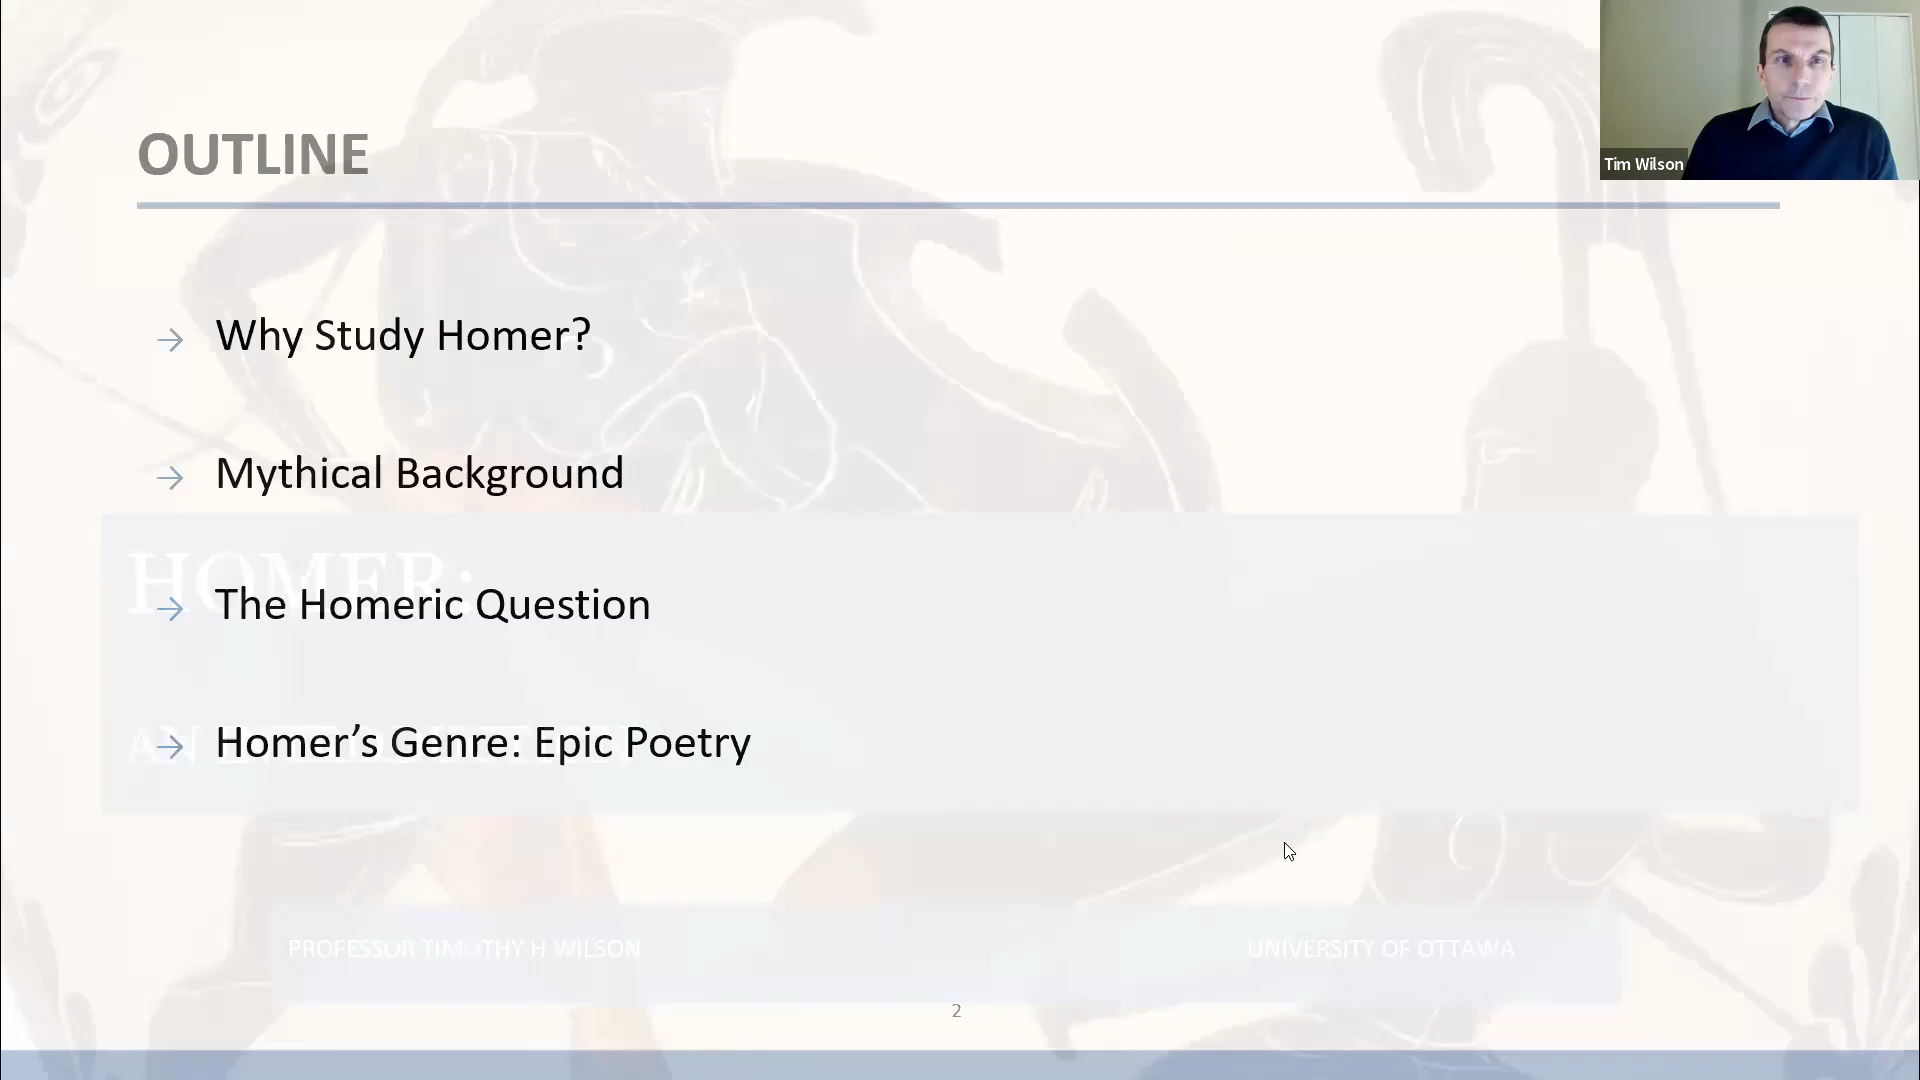 OUTLINE
Tim Wilson
→ Why Study Homer?
→ Mythical Background
HOMER:
→ The Homeric Question
AN
→ Homer’s Genre: Epic Poetry
PROFESSOR TIMOTHY H WILSON
UNIVERSITY OF OTTAWA
2